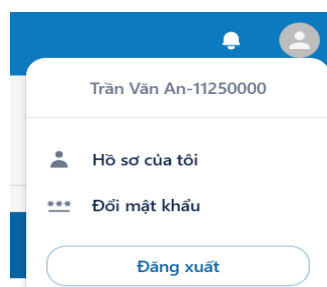 Trần Văn An-11250000
Hồ sơ của tôi
Đổi mật khẩu
Đăng xuất